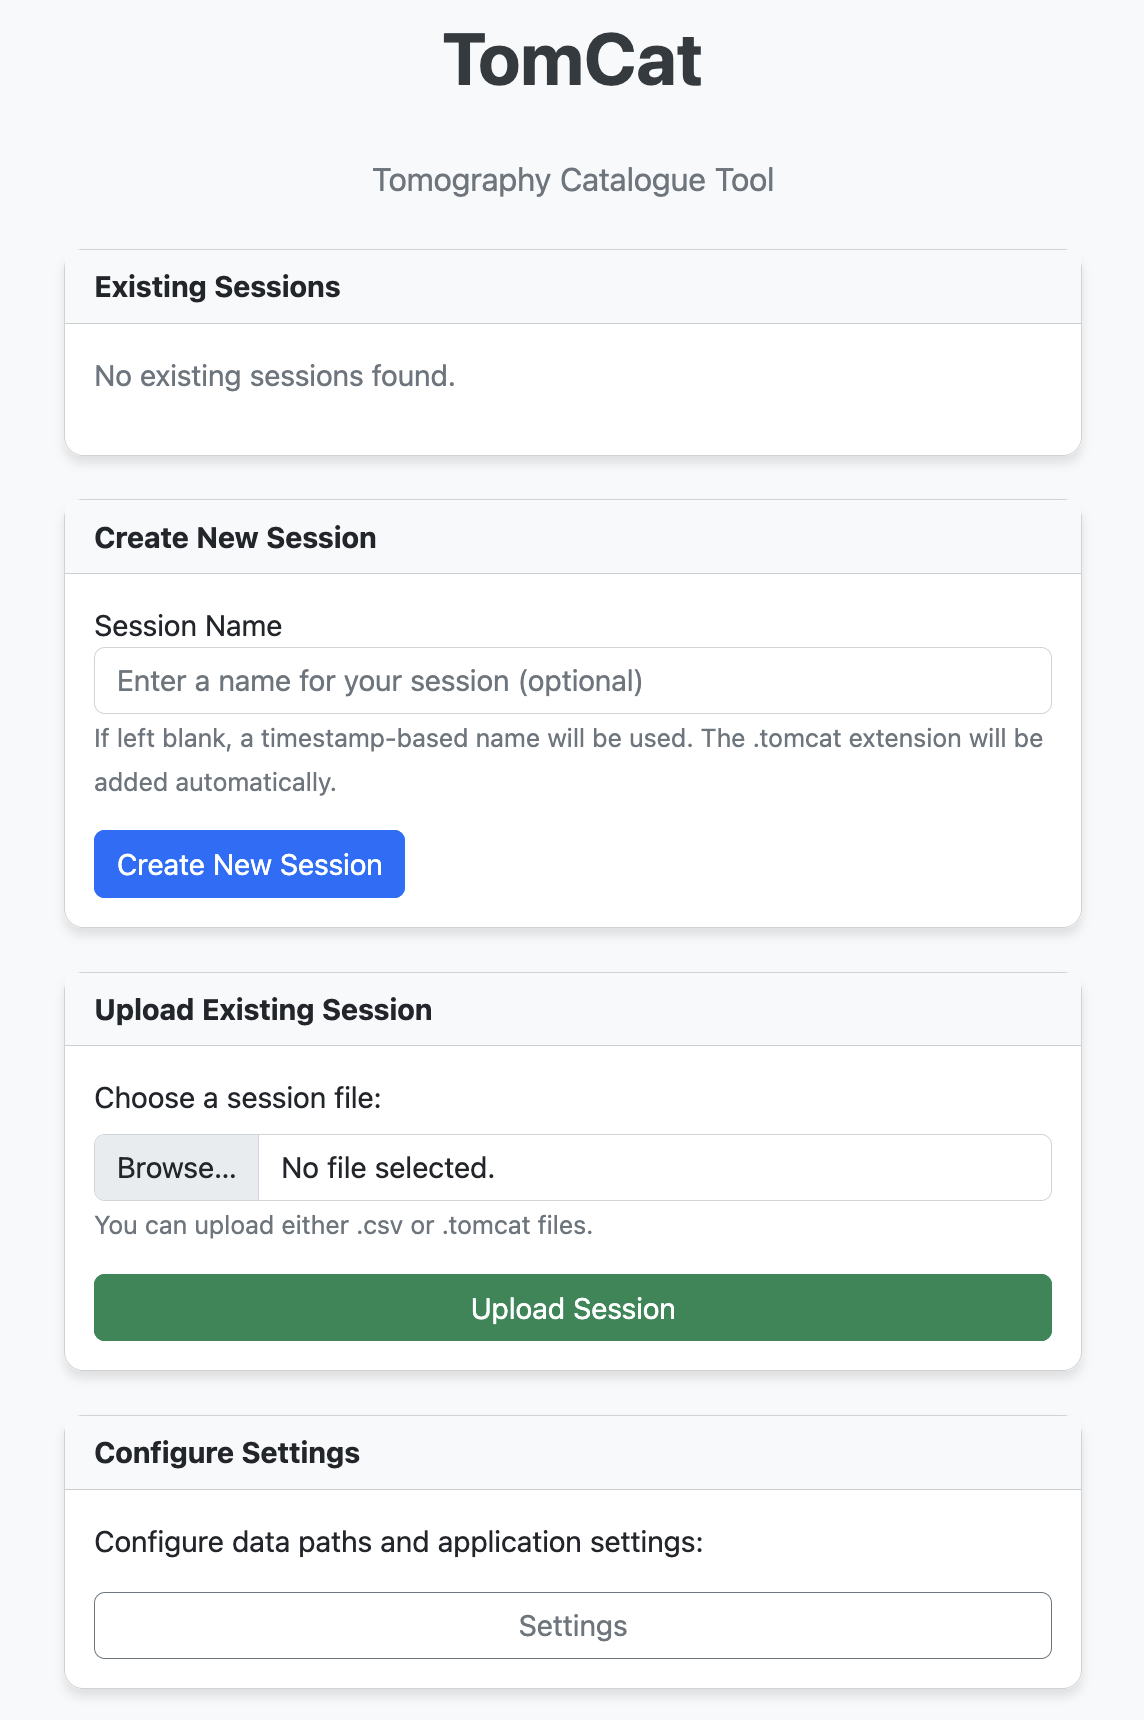 TomCat
Tomography Catalogue Tool
Existing Sessions
No existing sessions found.
Create New Session
Session Name
Enter a name for your session (optional)
If left blank, a timestamp-based name will be used. The .tomcat extension will be
added automatically.
Create New Session
Upload Existing Session
Choose a session file:
Browse... No file selected.
You can upload either .csv or .tomcat files.
Upload Session
Configure Settings
Configure data paths and application settings:
Settings